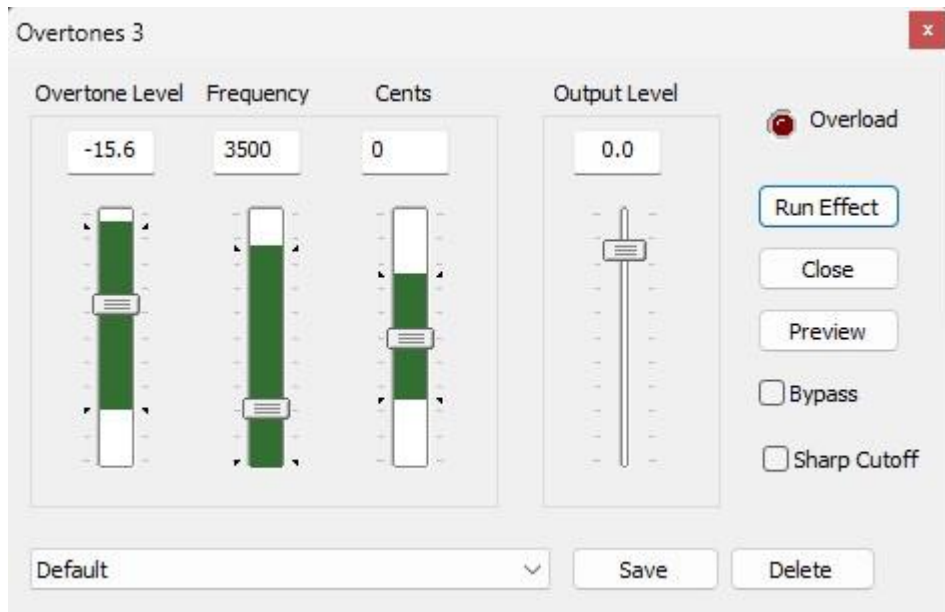 Overtones 3
x
Overtone Level Frequency Cents Output Level
Overload
-15.6 3500 0 0.0
Run Effect
Close
Preview
Bypass
Sharp Cutoff
Default Save Delete